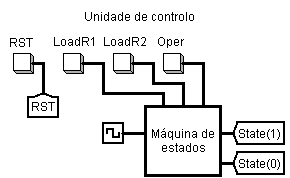 Unidade de controlo
RST LoadR1 LoadR2 Oper
RST
Máquina de
estados
State(1)
State(0)